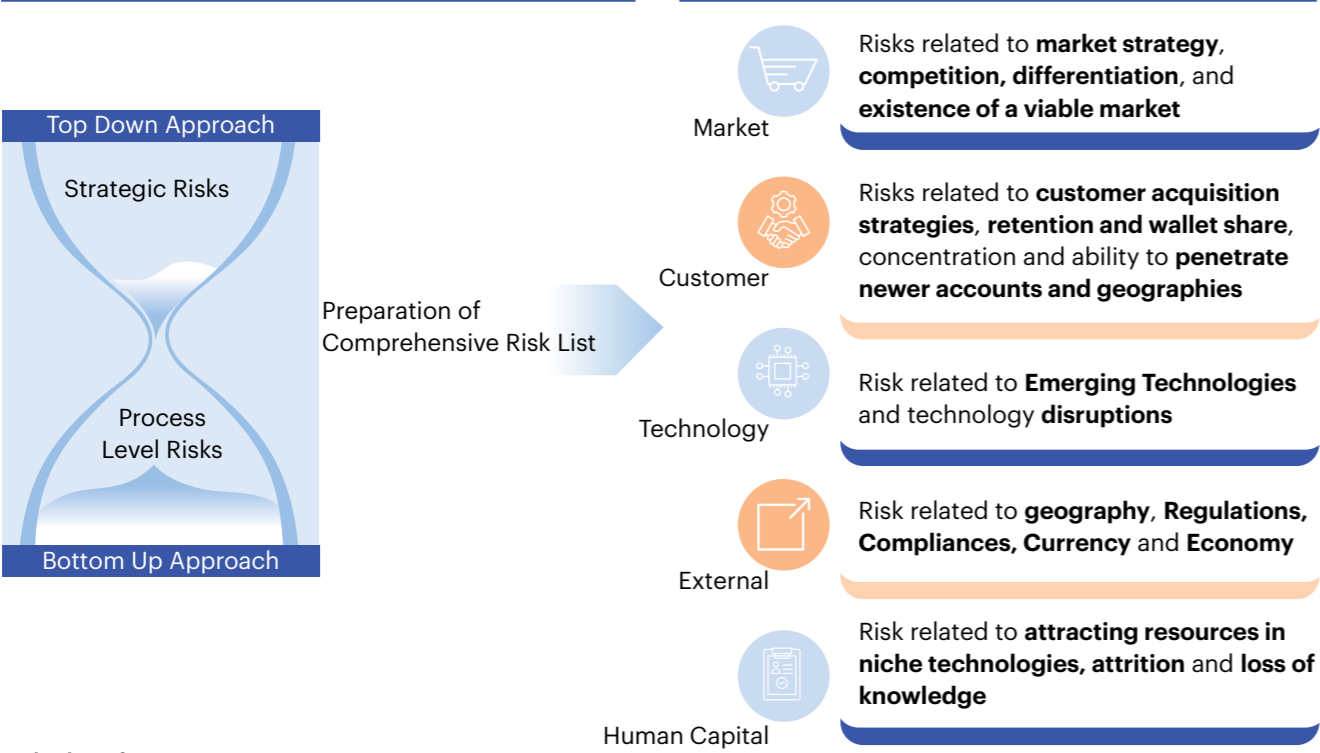 Top Down Approach
Strategic Risks
Process
Level Risks
Bottom Up Approach
Preparation of
Comprehensive Risk List
Market
Risks related to market strategy,
competition, differentiation, and
existence of a viable market
Customer
Risks related to customer acquisition
strategies, retention and wallet share,
concentration and ability to penetrate
newer accounts and geographies
Technology
Risk related to Emerging Technologies
and technology disruptions
External
Risk related to geography, Regulations,
Compliances, Currency and Economy
Human Capital
Risk related to attracting resources in
niche technologies, attrition and loss of
knowledge